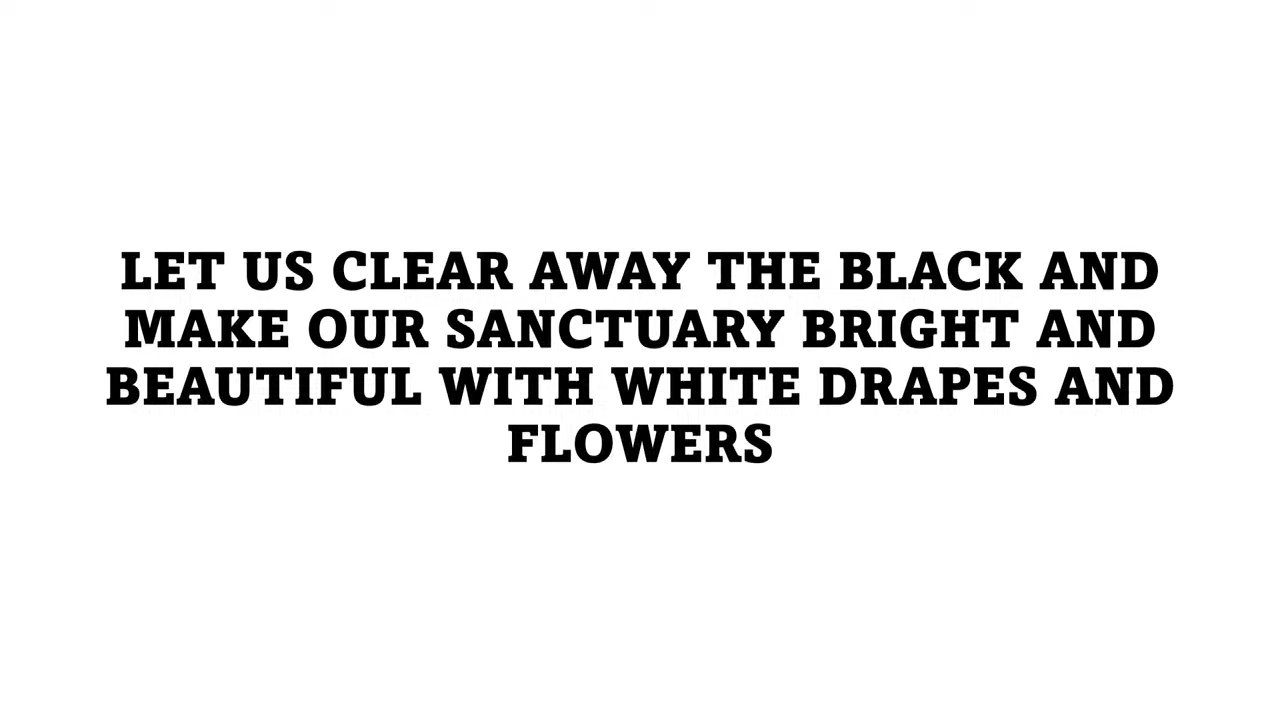 LET US CLEAR AWAY THE BLACK AND
MAKE OUR SANCTUARY BRIGHT AND
BEAUTIFUL WITH WHITE DRAPES AND
FLOWERS